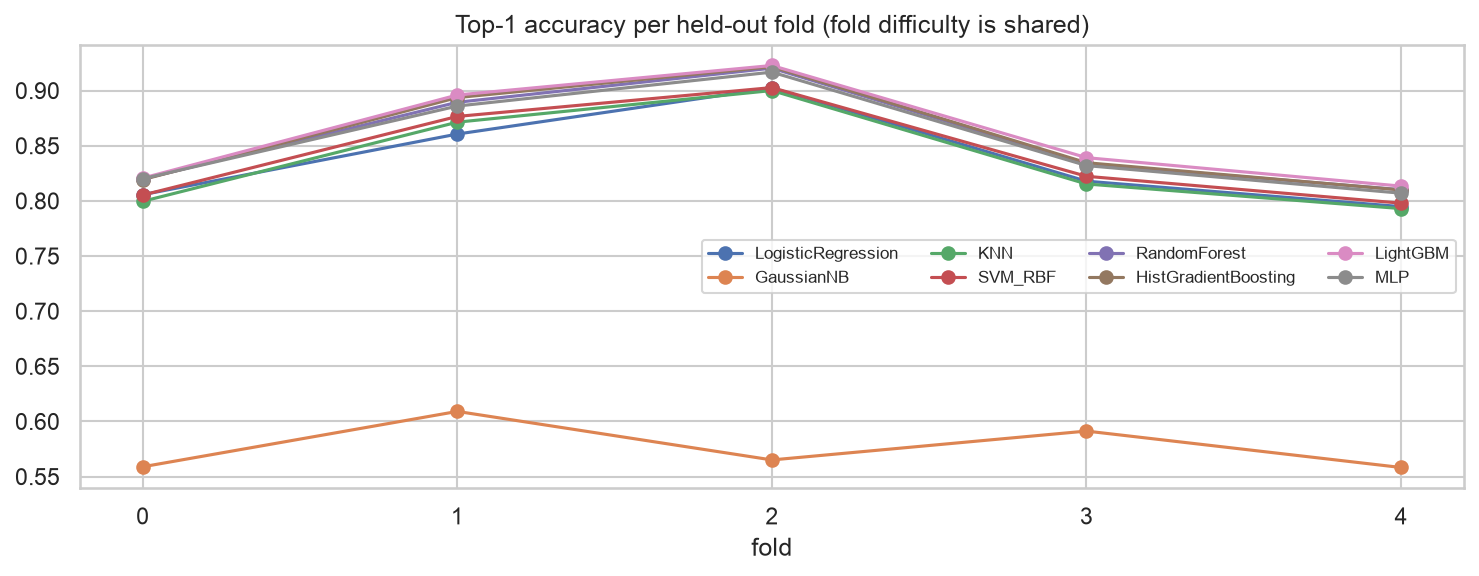 Top-1 accuracy per held-out fold (fold difficulty is shared)
0.90
0.85
0.80
0.75
0.70
0.65
0.60
0.55
LogisticRegression KNN RandomForest LightGBM
GaussianNB SVM_RBF HistGradientBoosting MLP
0 1 2 3 4
fold